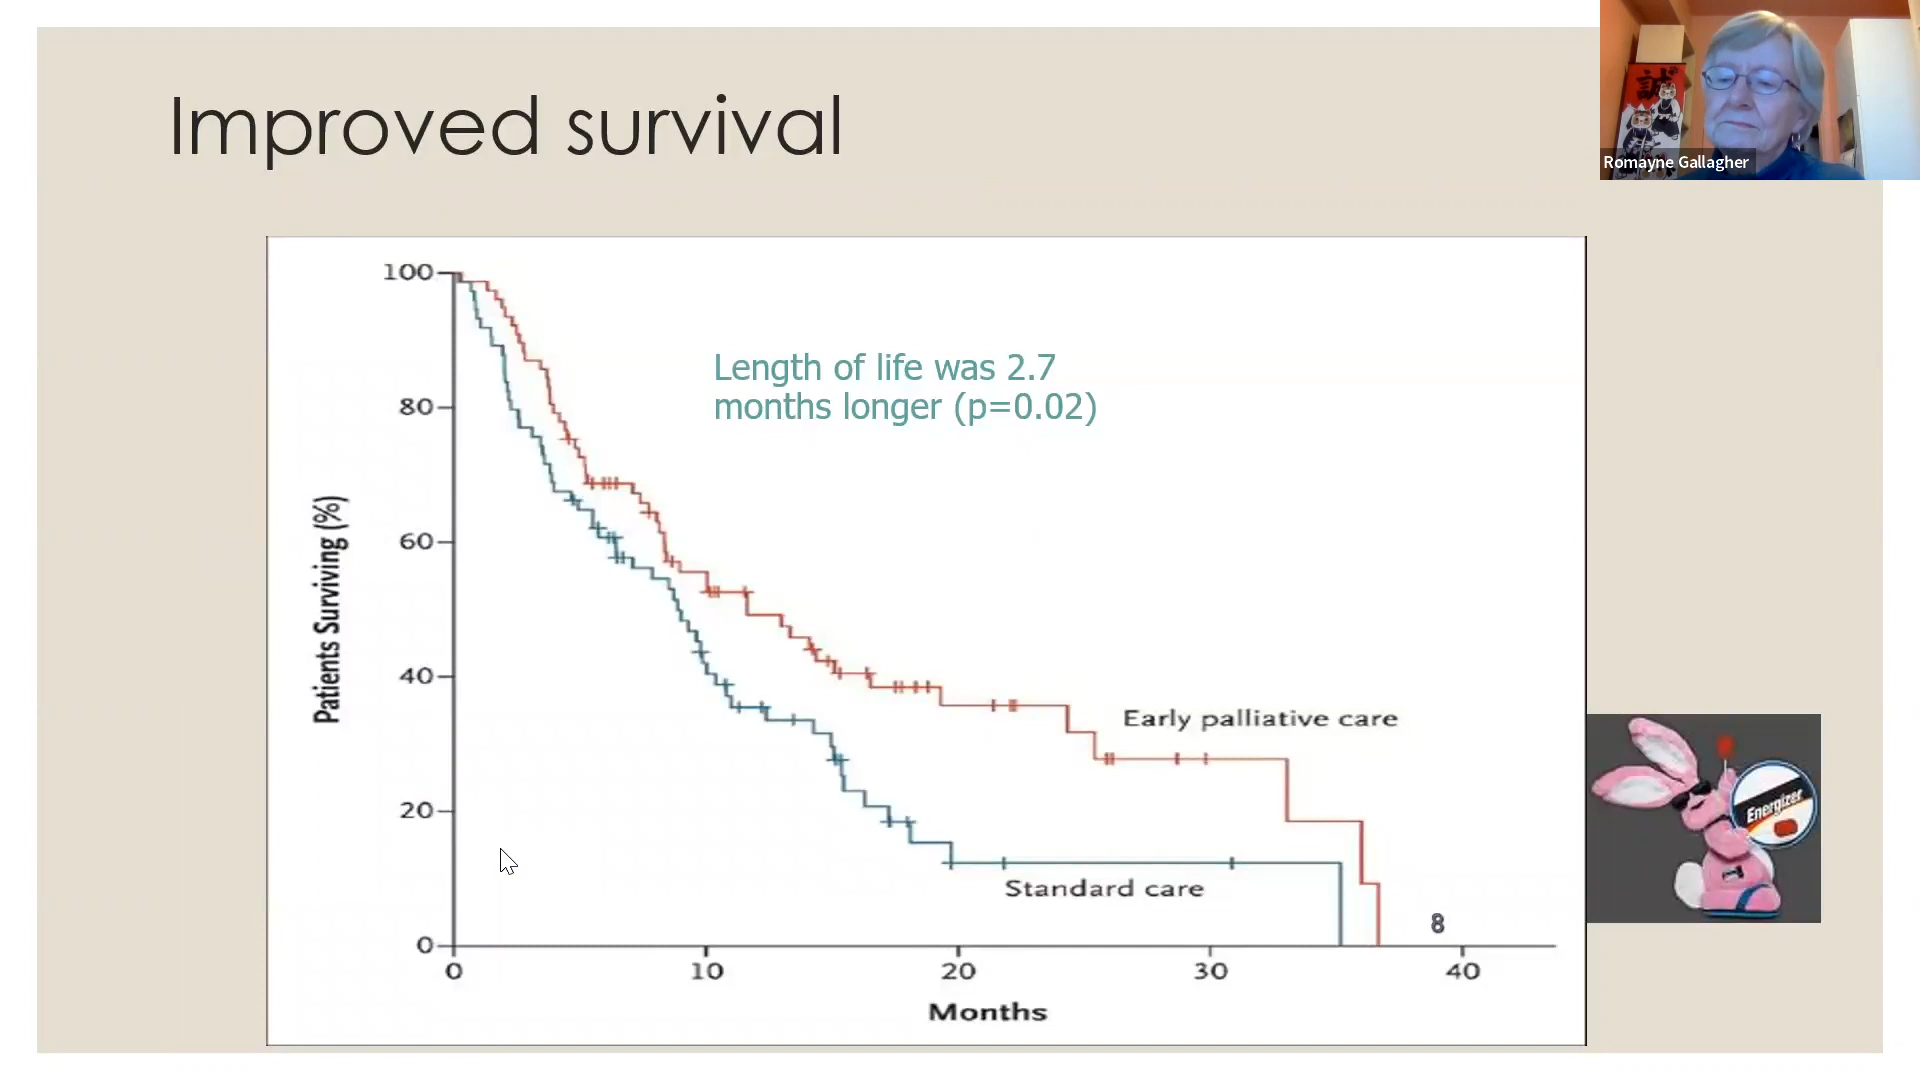 Improved survival
Romayne Gallagher
誠
100
80
60
40
20
0
Patients Surviving (%)
Length of life was 2.7
months longer (p=0.02)
Early palliative care
Standard care
8
0
10
20
30
40
Months
Energizer